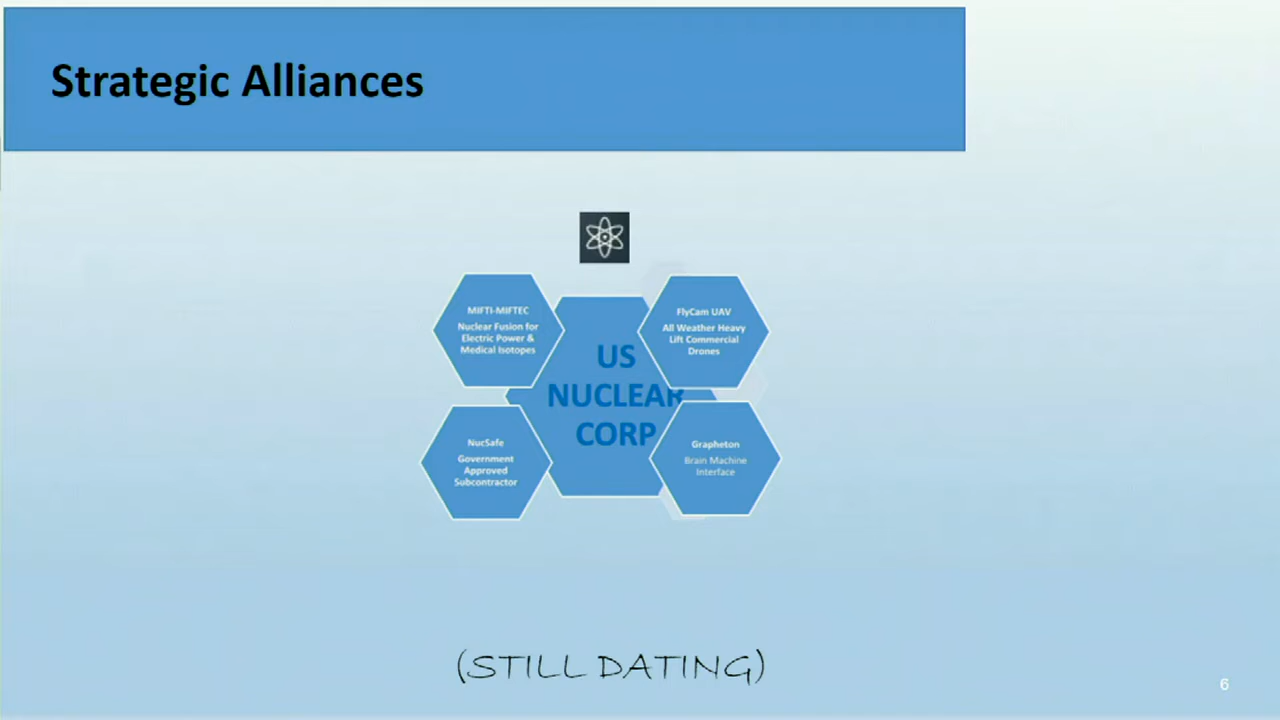 Strategic Alliances
MIFTI-MIFTEC
Nuclear Fusion for
Electric Power &
Medical Isotopes
FlyCam UAV
All Weather Heavy
Lift Commercial
Drones
US
NUCLEAR
CORP
NucSafe
Government
Approved
Subcontractor
Grapheton
Brain Machine
Interface
(STILL DATING)
6